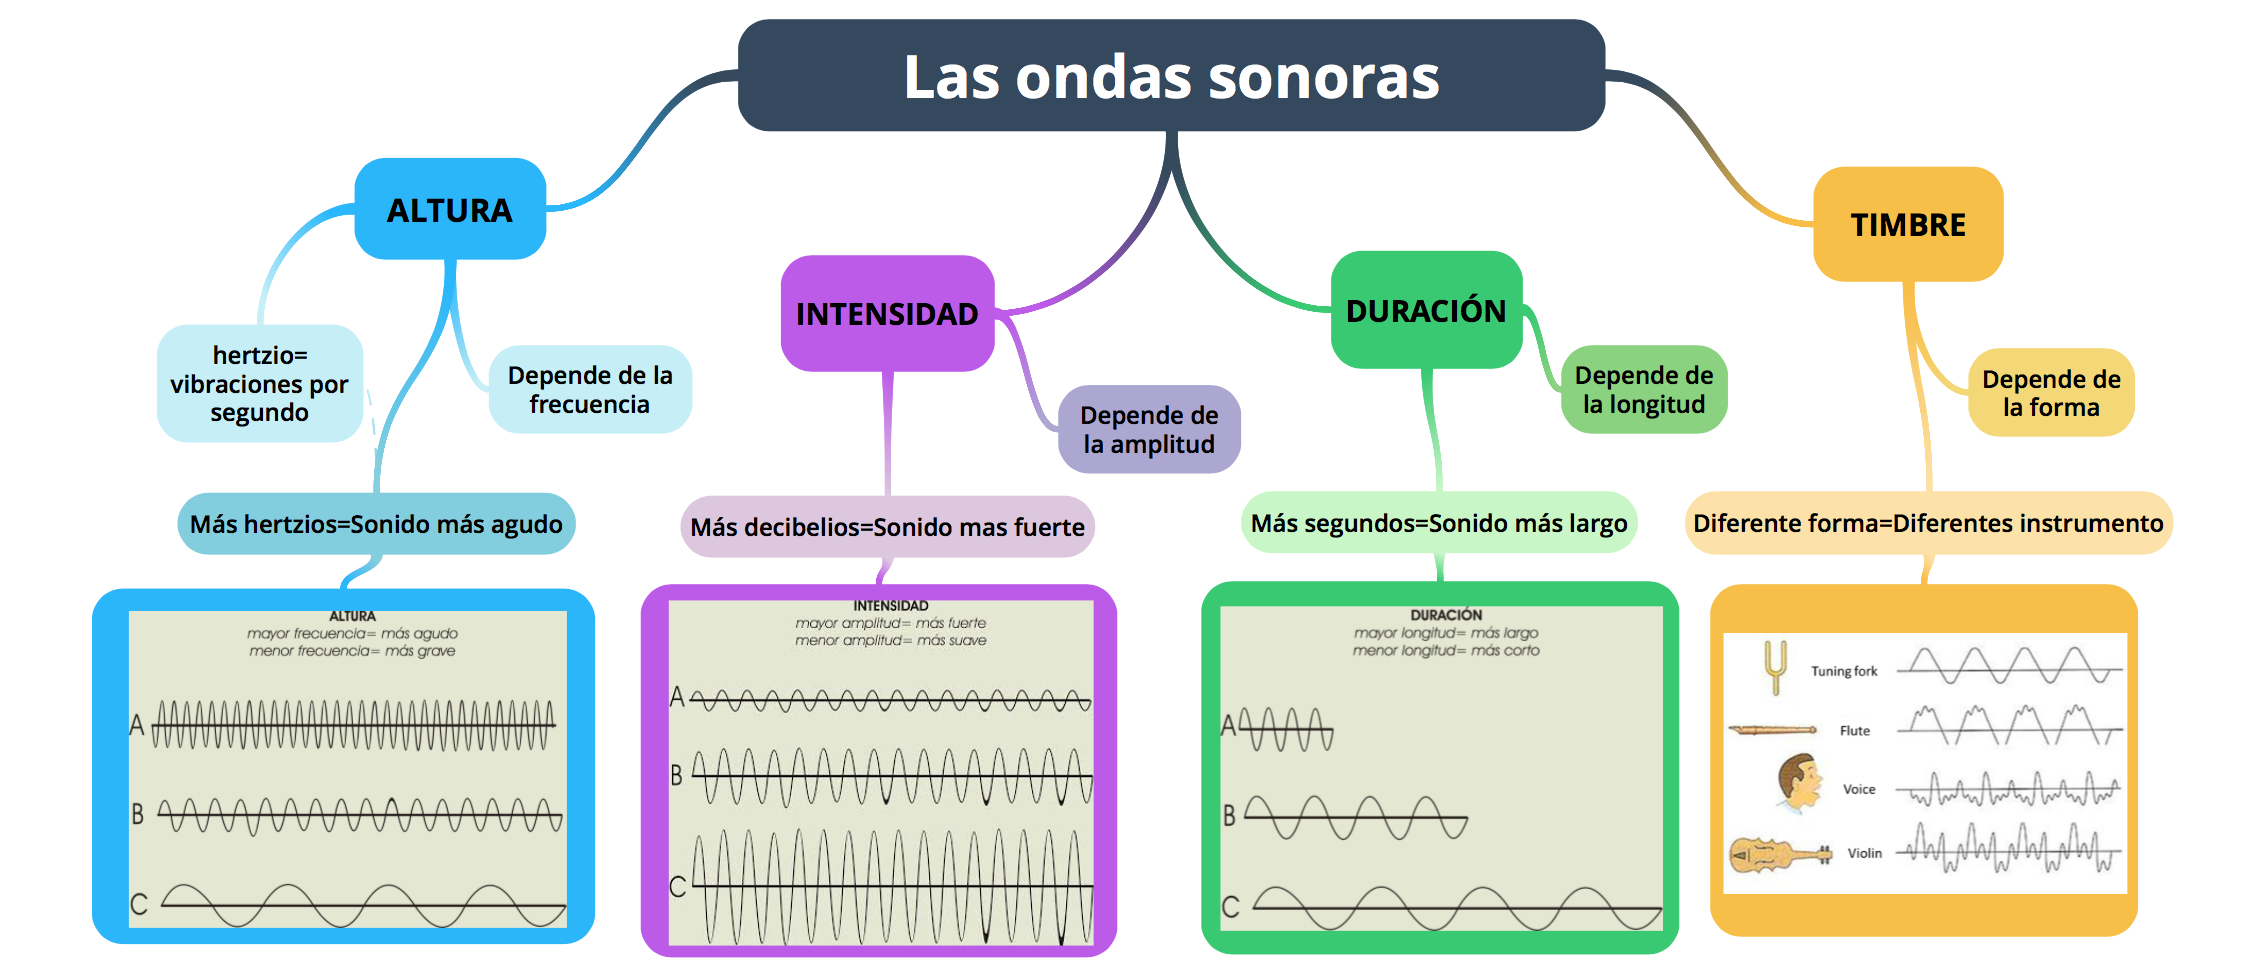 Las ondas sonoras
ALTURA
hertzio=
vibraciones por
segundo
Depende de la
frecuencia
Más hertzios=Sonido más agudo
ALTURA
mayor frecuencia= más agudo
menor frecuencia= más grave
A
B
C
INTENSIDAD
Depende de
la amplitud
Más decibelios=Sonido mas fuerte
INTENSIDAD
mayor amplitud= más fuerte
menor amplitud= más suave
A
B
C
DURACIÓN
Depende de
la longitud
Más segundos=Sonido más largo
DURACIÓN
mayor longitud= más largo
menor longitud= más corto
A
B
C
TIMBRE
Depende de
la forma
Diferente forma=Diferentes instrumento
Tuning fork
Flute
Voice
Violin